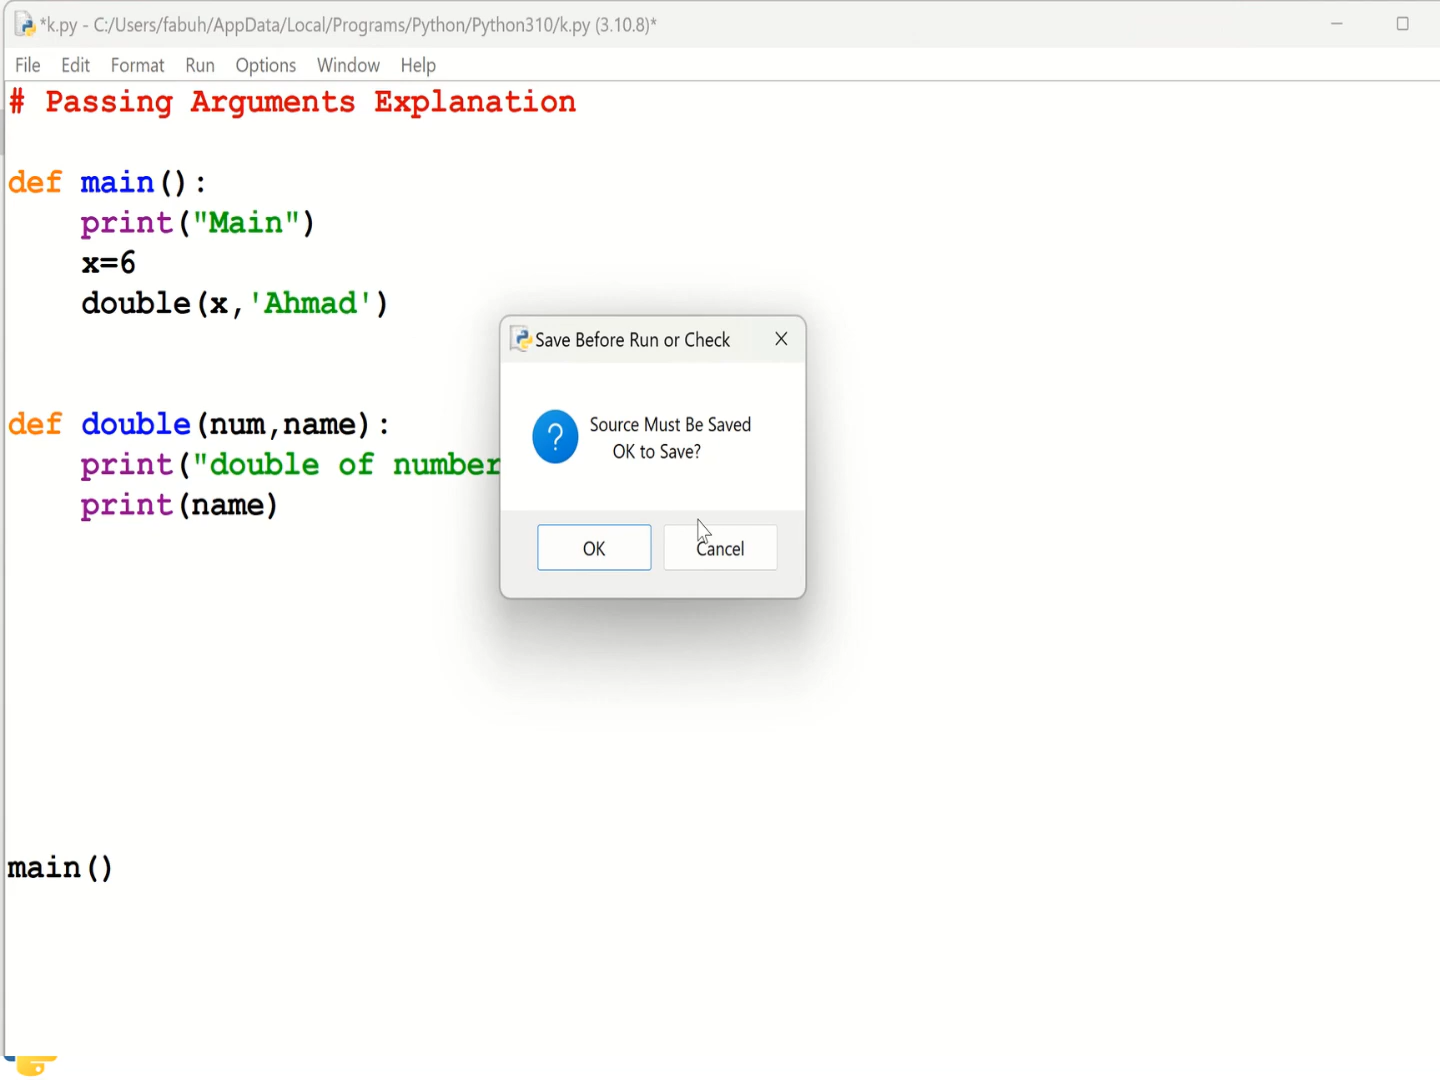 *k.py - C:/Users/fabuh/AppData/Local/Programs/Python/Python310/k.py (3.10.8)*
File Edit Format Run Options Window Help
# Passing Arguments Explanation
def main():
print("Main")
x=6
double(x,'Ahmad')
def double(num,name):
print("double of number
print(name)
main()
Save Before Run or Check
?
Source Must Be Saved
OK to Save?
OK Cancel